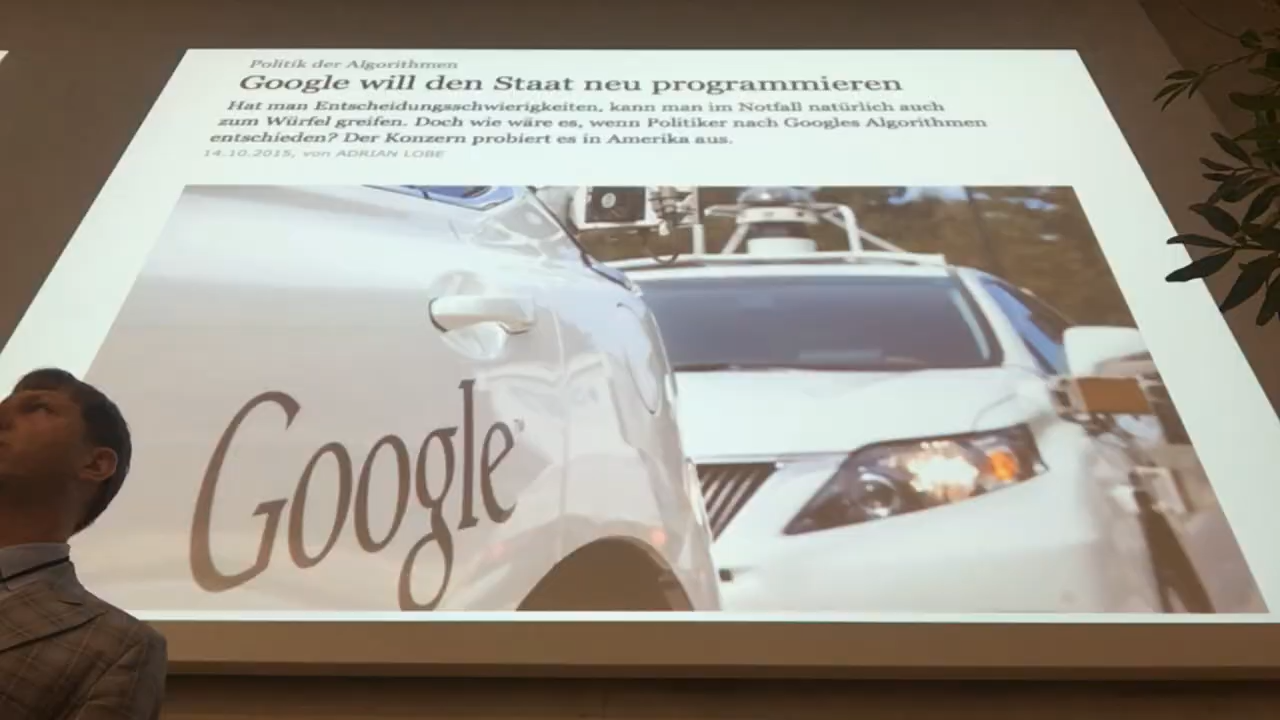 Politik der Algorithmen
Google will den Staat neu programmieren
Hat man Entscheidungsschwierigkeiten, kann man im Notfall natürlich auch
zum Würfel greifen. Doch wie wäre es, wenn Politiker nach Googles Algorithmen
entschieden? Der Konzern probiert es in Amerika aus.
14.10.2015, von ADRIAN LOBE
Google™